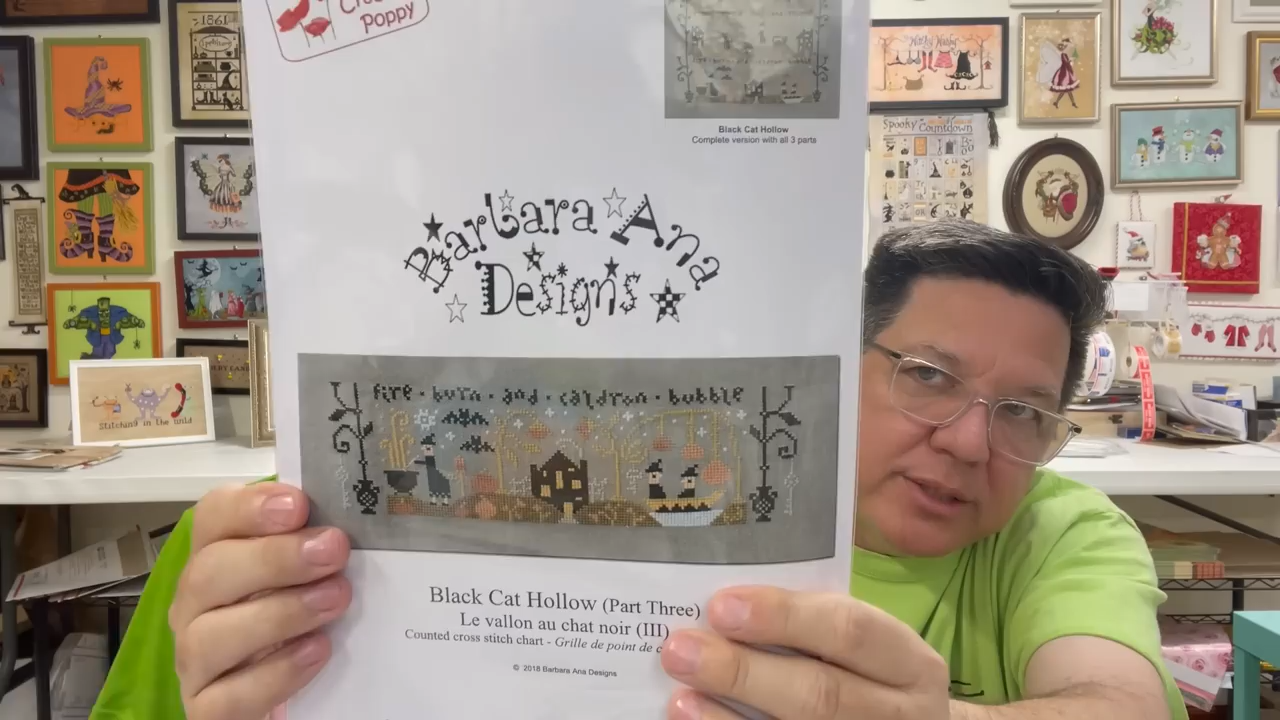 Poppy
Black Cat Hollow
Complete version with all 3 parts
Barbara Ana
Designs
fire · burn · and · caldron · bubble
Black Cat Hollow (Part Three)
Le vallon au chat noir (III)
Counted cross stitch chart - Grille de point de
© 2018 Barbara Ana Designs
1861
Spooky Countdown
Stitching in the Wild